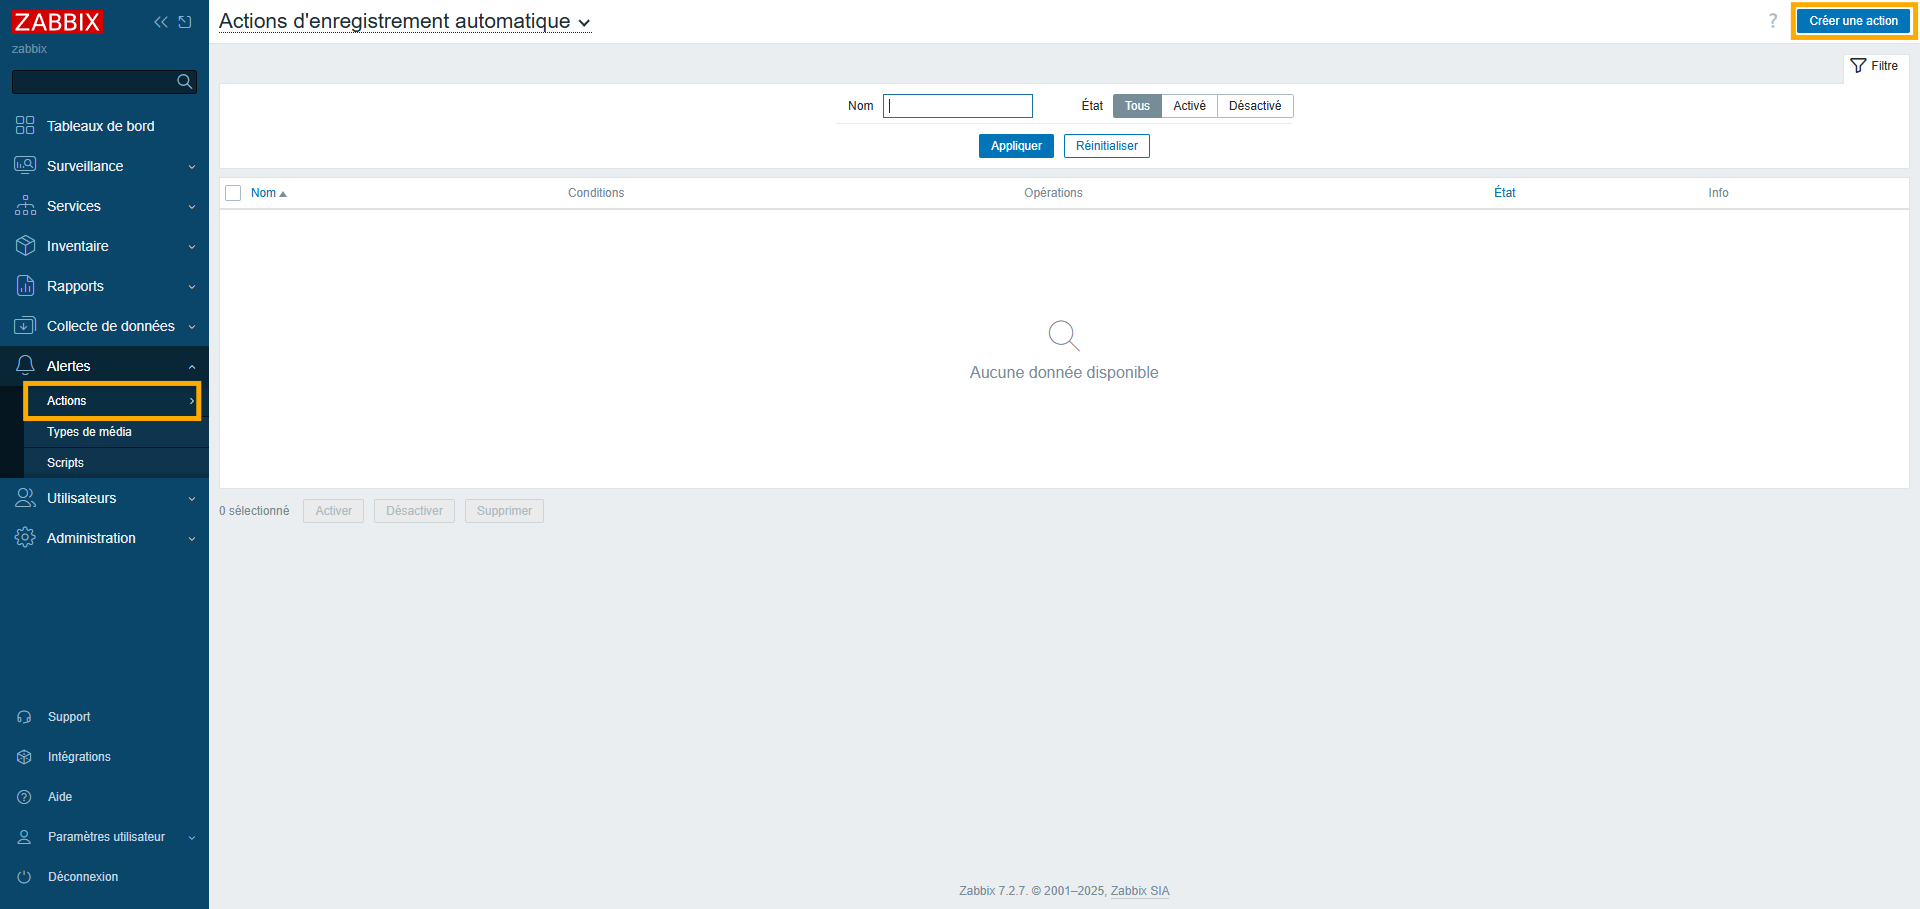 ZABBIX
zabbix
Tableaux de bord
Surveillance
Services
Inventaire
Rapports
Collecte de données
Alertes
Actions
Types de média
Scripts
Utilisateurs
Administration
Support
Intégrations
Aide
Paramètres utilisateur
Déconnexion
Actions d'enregistrement automatique
? Créer une action
Filtre
Nom État Tous Activé Désactivé
Appliquer Réinitialiser
Nom Conditions Opérations État Info
Aucune donnée disponible
0 sélectionné Activer Désactiver Supprimer
Zabbix 7.2.7. © 2001–2025, Zabbix SIA